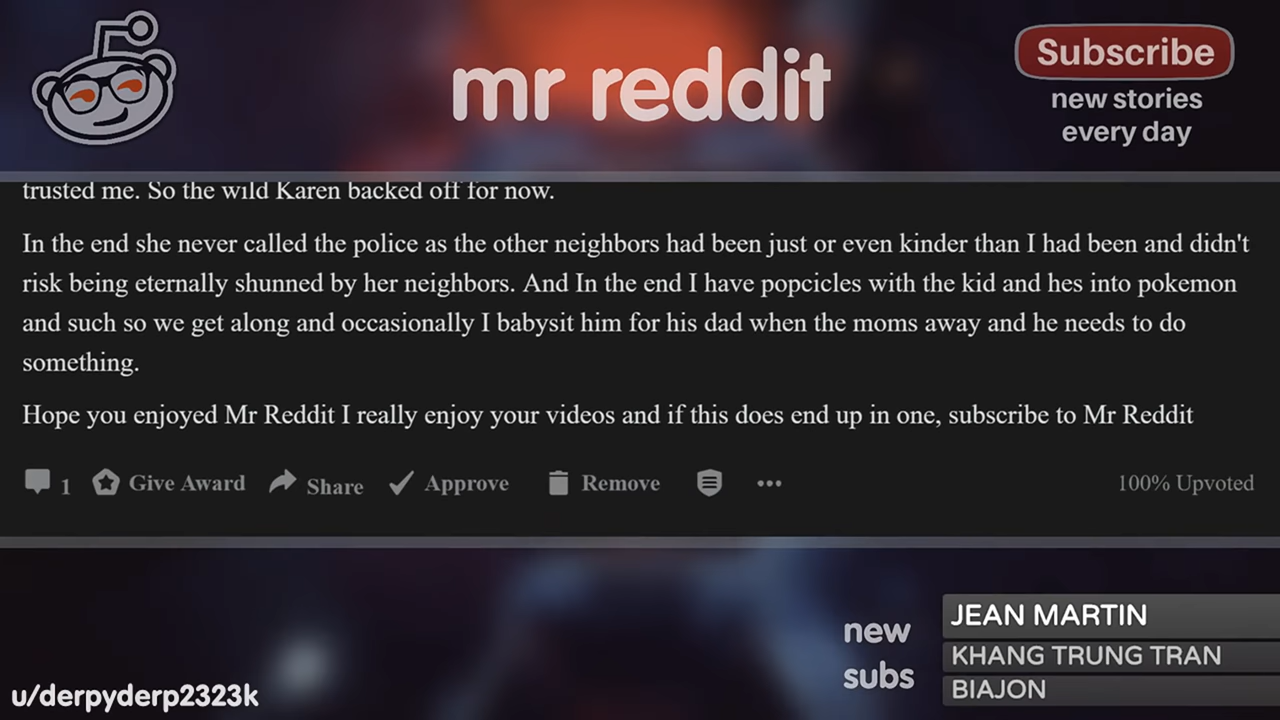 mr reddit
Subscribe
new stories
every day
trusted me. So the wild Karen backed off for now.
In the end she never called the police as the other neighbors had been just or even kinder than I had been and didn't
risk being eternally shunned by her neighbors. And In the end I have popcicles with the kid and hes into pokemon
and such so we get along and occasionally I babysit him for his dad when the moms away and he needs to do
something.
Hope you enjoyed Mr Reddit I really enjoy your videos and if this does end up in one, subscribe to Mr Reddit
1 Give Award Share Approve Remove ... 100% Upvoted
new
subs
JEAN MARTIN
KHANG TRUNG TRAN
BIAJON
u/derpyderp2323k